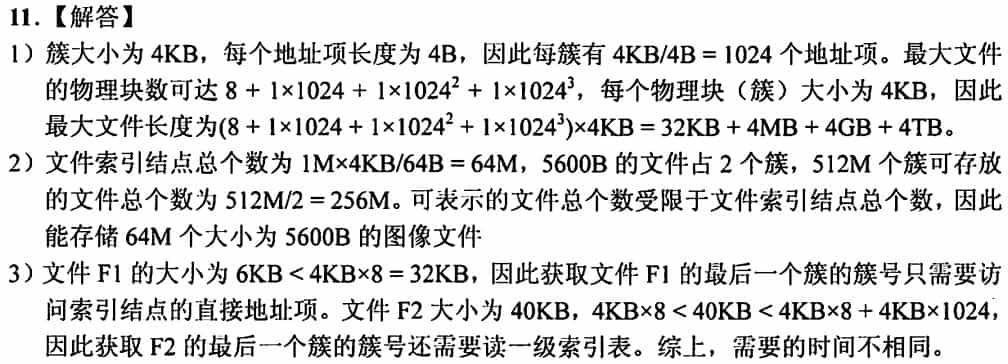 11.【解答】
1）簇大小为 4KB，每个地址项长度为 4B，因此每簇有 4KB/4B = 1024 个地址项。最大文件
的物理块数可达 8 + 1×1024 + 1×1024² + 1×1024³，每个物理块（簇）大小为 4KB，因此
最大文件长度为(8 + 1×1024 + 1×1024² + 1×1024³)×4KB = 32KB + 4MB + 4GB + 4TB。
2）文件索引结点总个数为 1M×4KB/64B = 64M，5600B 的文件占 2 个簇，512M 个簇可存放
的文件总个数为 512M/2 = 256M。可表示的文件总个数受限于文件索引结点总个数，因此
能存储 64M 个大小为 5600B 的图像文件
3）文件 F1 的大小为 6KB < 4KB×8 = 32KB，因此获取文件 F1 的最后一个簇的簇号只需要访
问索引结点的直接地址项。文件 F2 大小为 40KB，4KB×8 < 40KB < 4KB×8 + 4KB×1024，
因此获取 F2 的最后一个簇的簇号还需要读一级索引表。综上，需要的时间不相同。